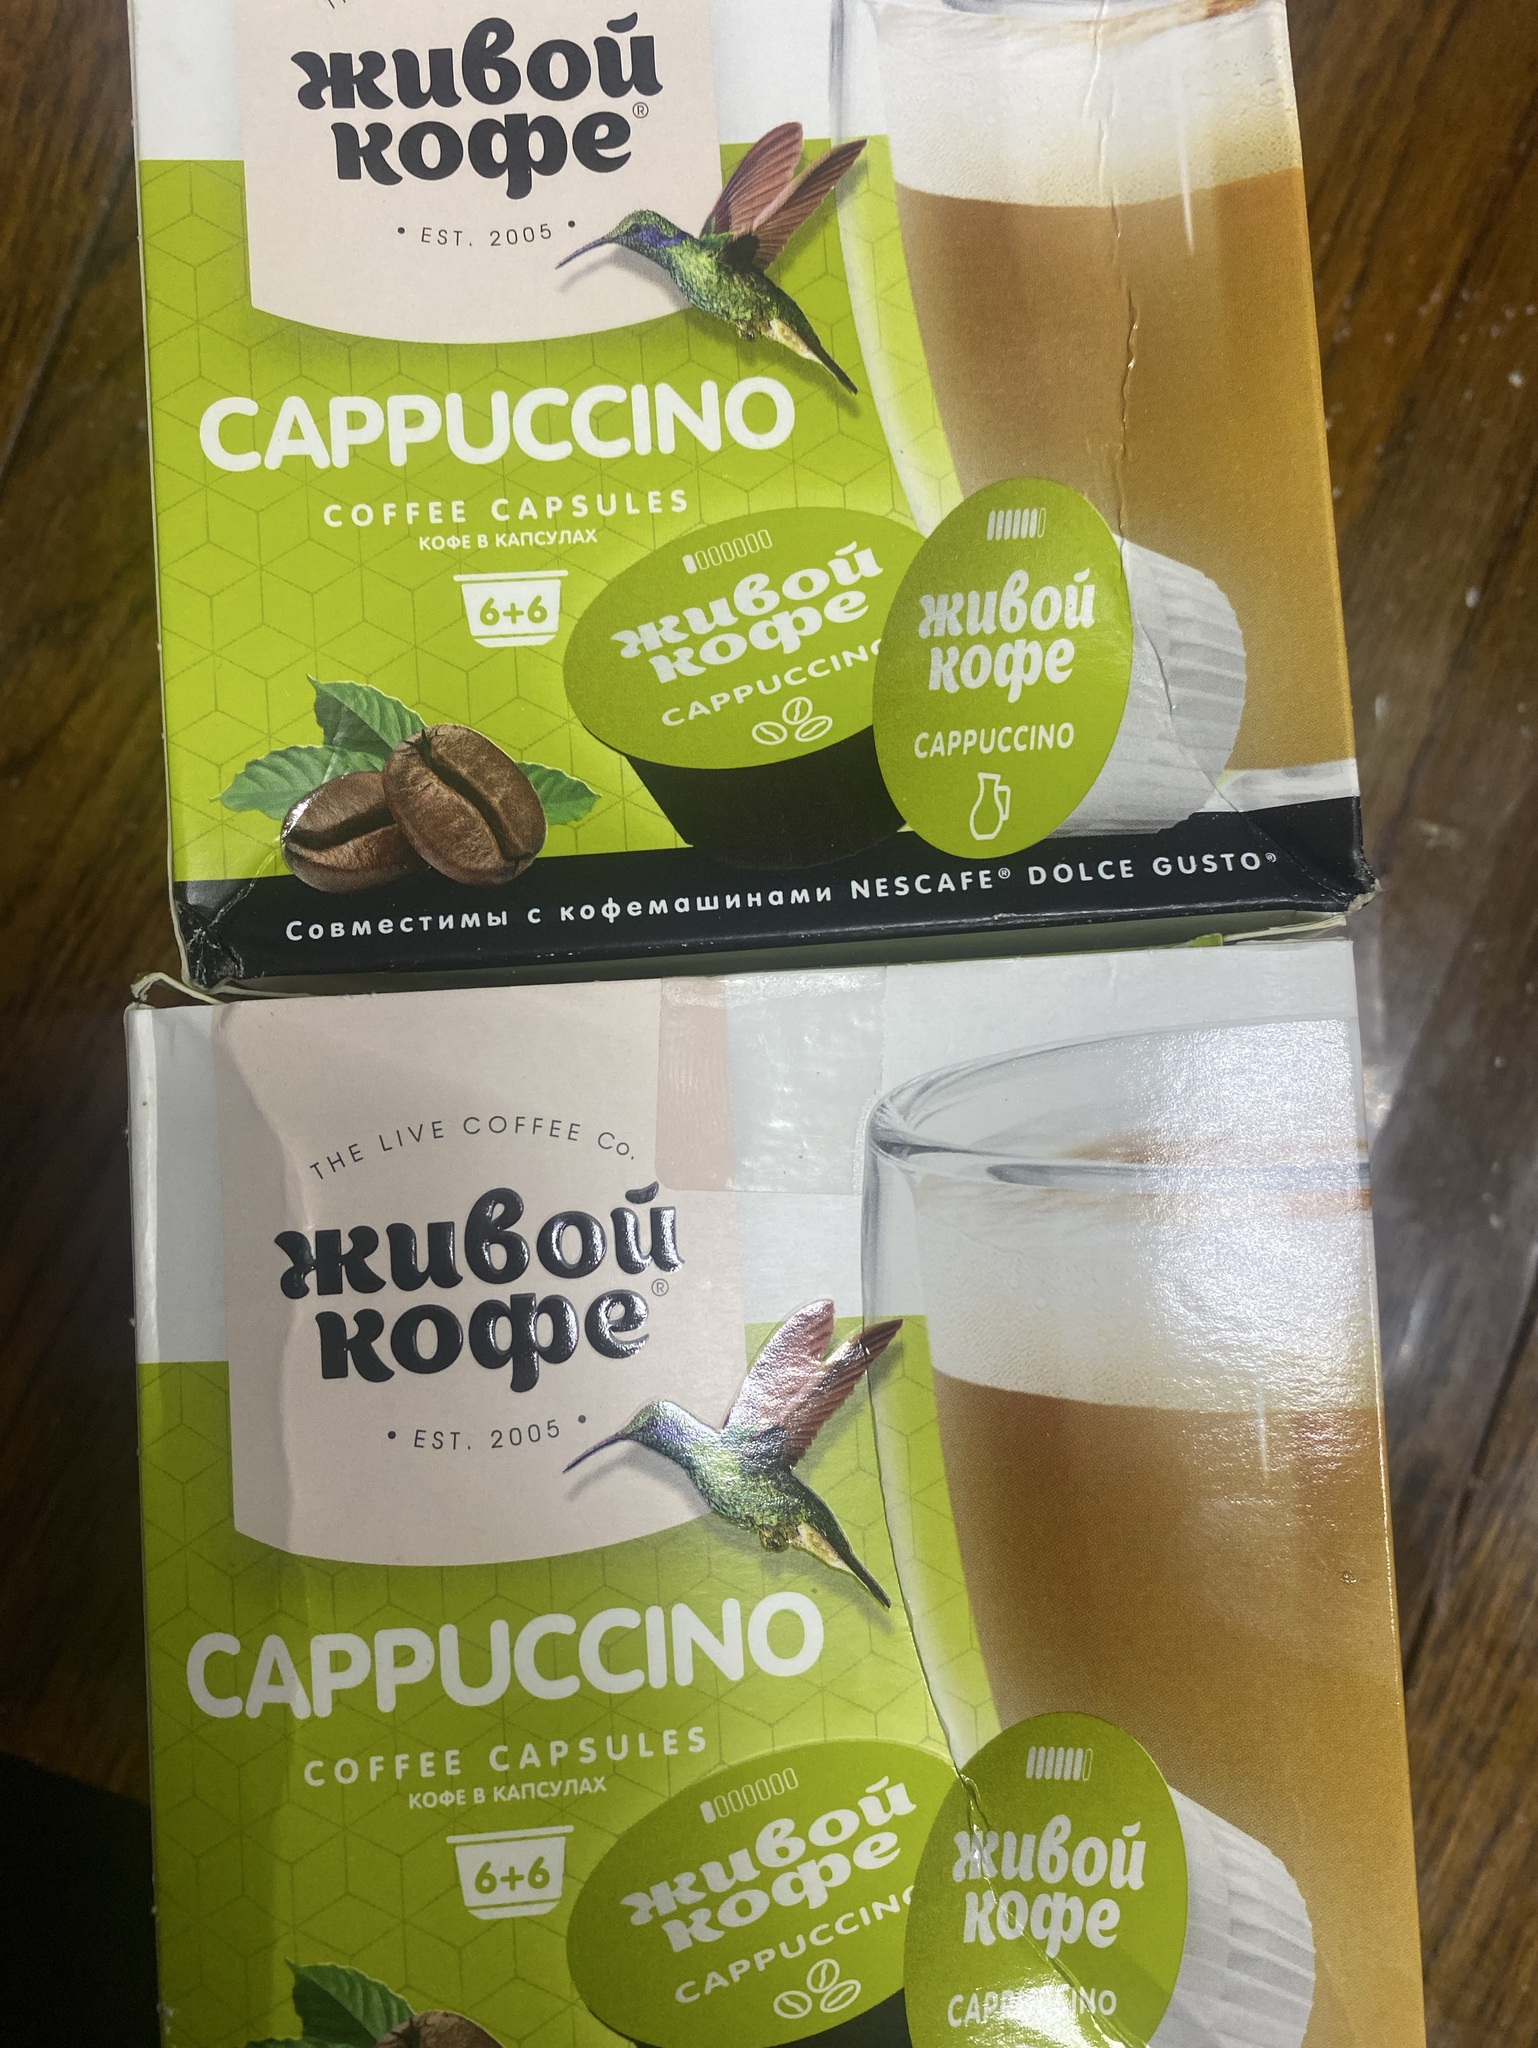 живой
кофе®
• EST. 2005 •
CAPPUCCINO
COFFEE CAPSULES
КОФЕ В КАПСУЛАХ
6+6
живой
кофе
CAPPUCCINO
живой
кофе
CAPPUCCINO
Совместимы с кофемашинами NESCAFE® DOLCE GUSTO®
THE LIVE COFFEE Co.
живой
кофе®
• EST. 2005 •
CAPPUCCINO
COFFEE CAPSULES
КОФЕ В КАПСУЛАХ
6+6
живой
кофе
CAPPUCCINO
живой
кофе
CAPPUCCINO